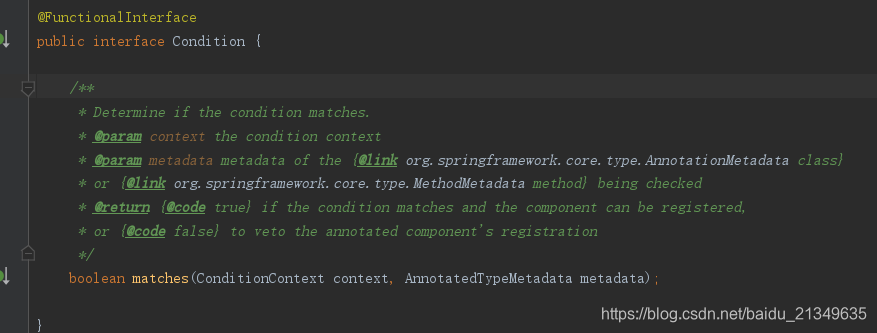 @FunctionalInterface
public interface Condition {
/**
* Determine if the condition matches.
* @param context the condition context
* @param metadata metadata of the {@link org.springframework.core.type.AnnotationMetadata class}
* or {@link org.springframework.core.type.MethodMetadata method} being checked
* @return {@code true} if the condition matches and the component can be registered,
* or {@code false} to veto the annotated component's registration
*/
boolean matches(ConditionContext context, AnnotatedTypeMetadata metadata);
}
https://blog.csdn.net/baidu_21349635